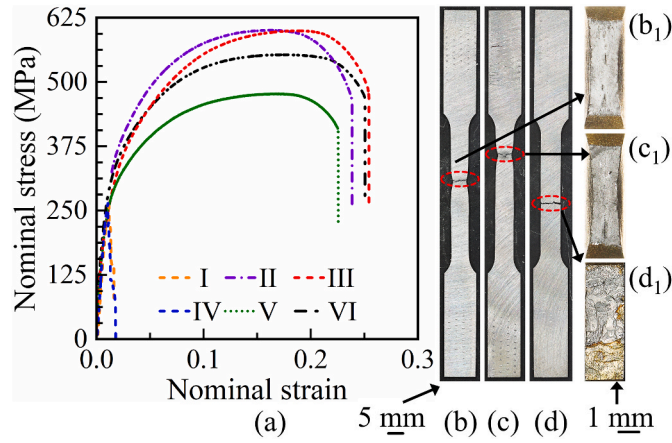 625
500
375
250
125
0
Nominal stress (MPa)
I II III
IV V VI
0.0 0.1 0.2 0.3
Nominal strain
(a)
5 mm
(b) (c) (d)
(b1)
(c1)
(d1)
1 mm